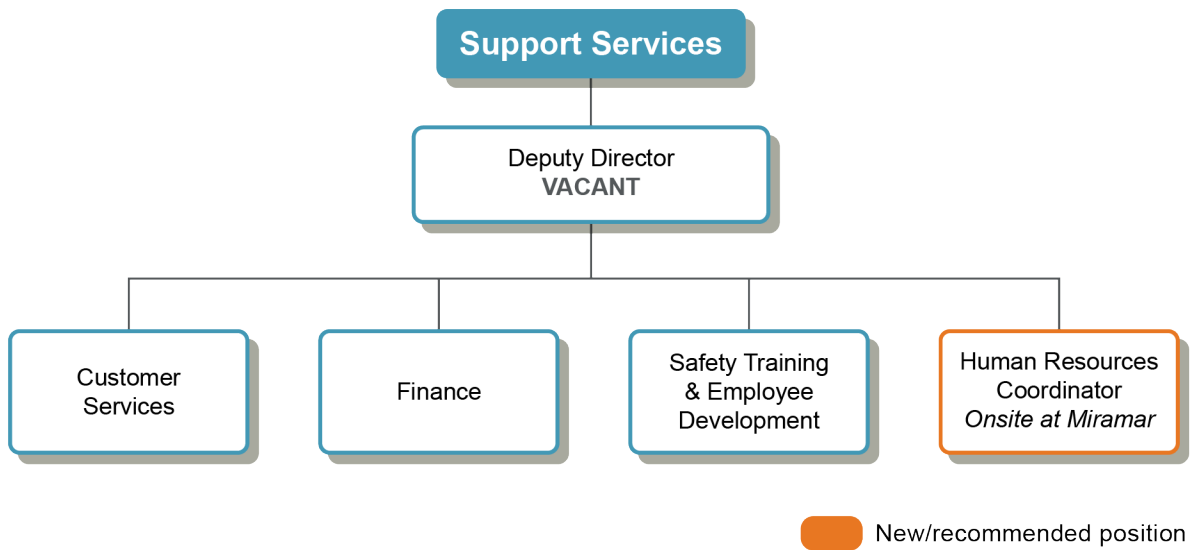 Support Services
Deputy Director
VACANT
Customer
Services
Finance
Safety Training
& Employee
Development
Human Resources
Coordinator
Onsite at Miramar
New/recommended position